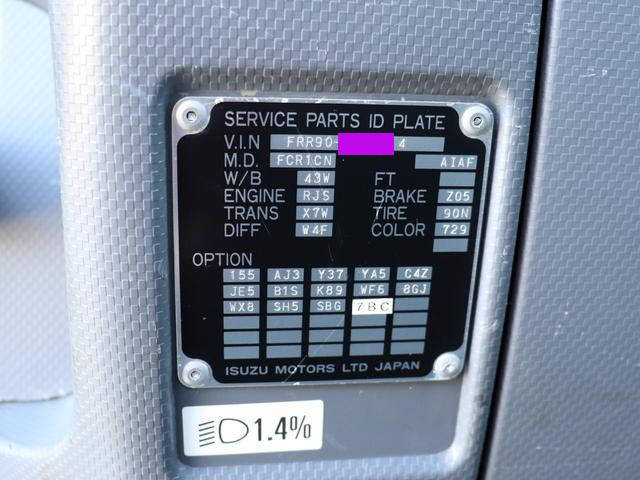 SERVICE PARTS ID PLATE
V.I.N FRR90- 4
M.D. FCR1CN AIAF
W/B 43W FT
ENGINE RJS BRAKE Z05
TRANS X7W TIRE 90N
DIFF W4F COLOR 729
OPTION
155 AJ3 Y37 YA5 C4Z
JE5 B1S K89 WF6 8GJ
WX8 SH5 SBG 7BC
ISUZU MOTORS LTD JAPAN
1.4%